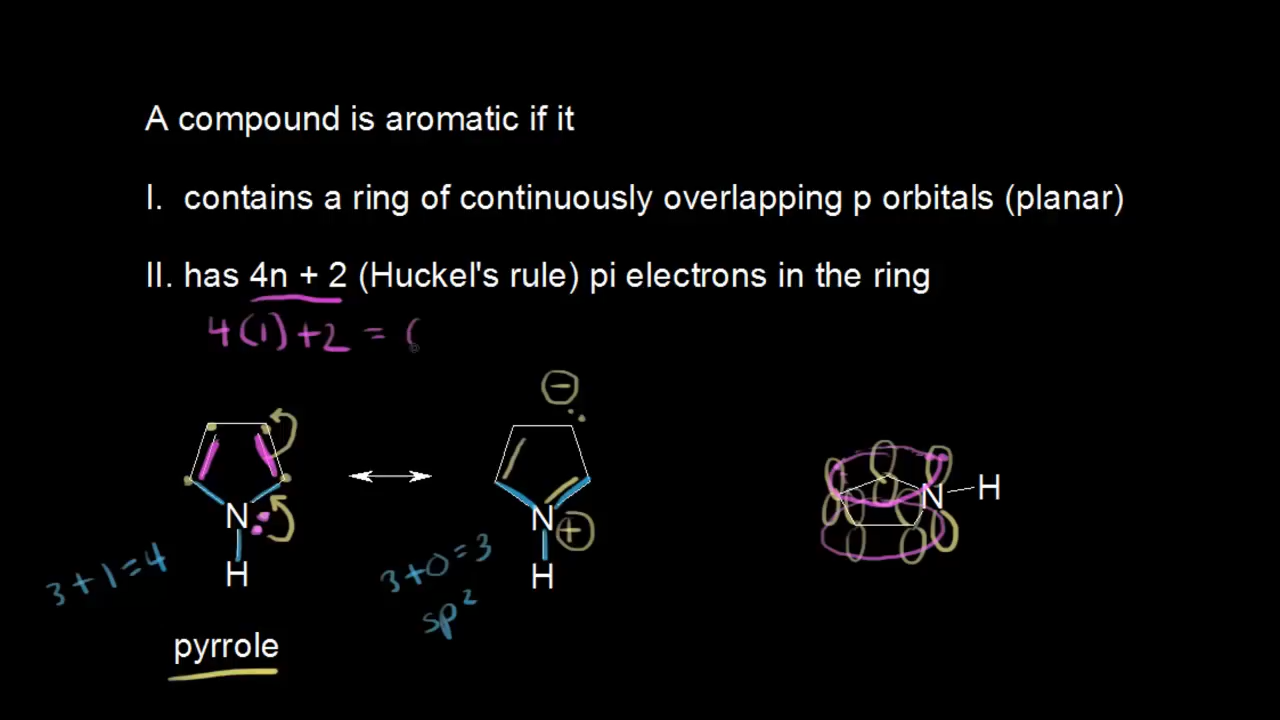 A compound is aromatic if it
I. contains a ring of continuously overlapping p orbitals (planar)
II. has 4n + 2 (Huckel's rule) pi electrons in the ring
4(1)+2 = (
−
N
H
N
+
H
N
H
3+1=4
3+0=3
sp²
pyrrole